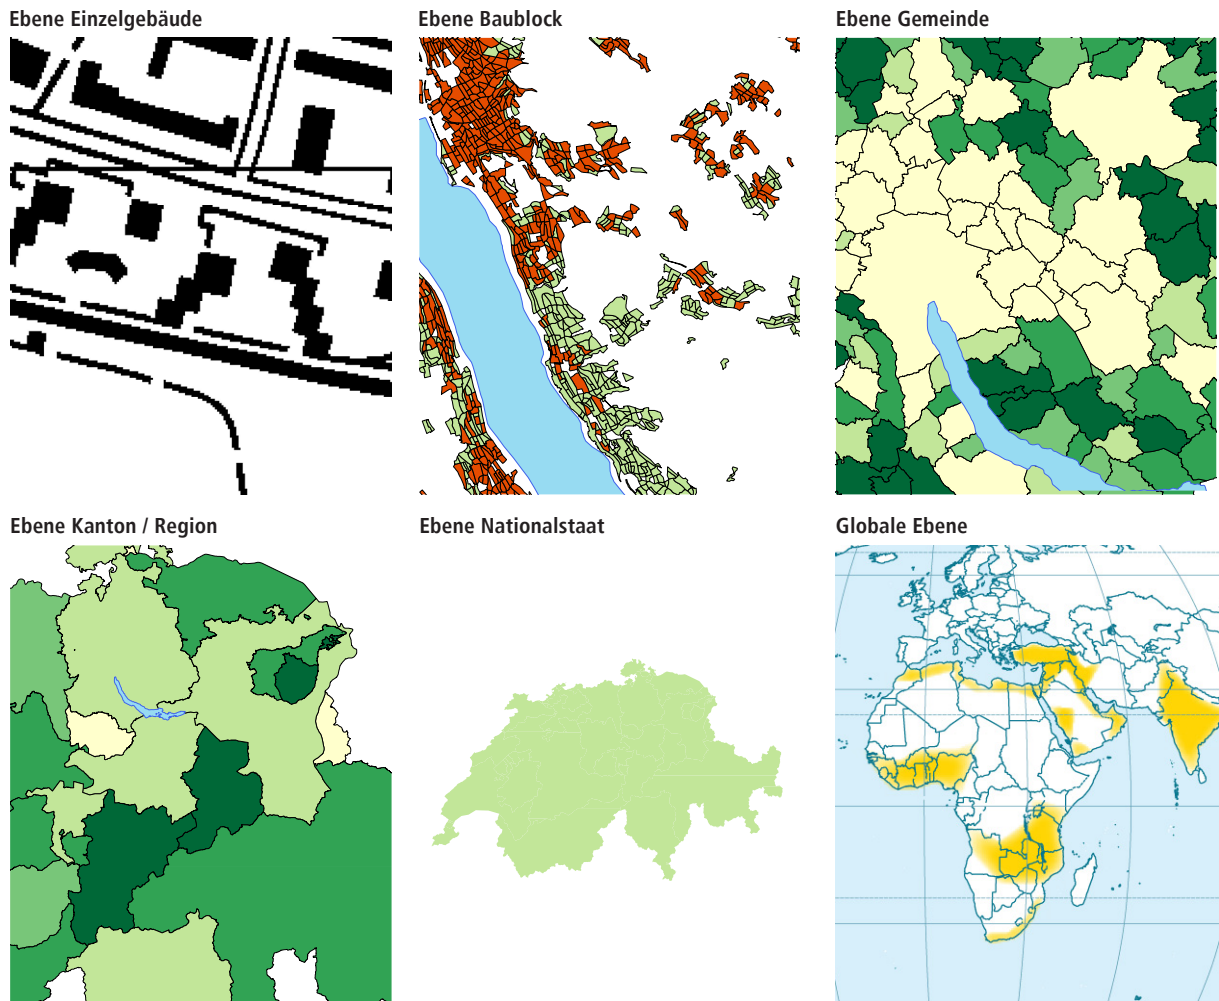 Ebene Einzelgebäude
Ebene Baublock
Ebene Gemeinde
Ebene Kanton / Region
Ebene Nationalstaat
Globale Ebene